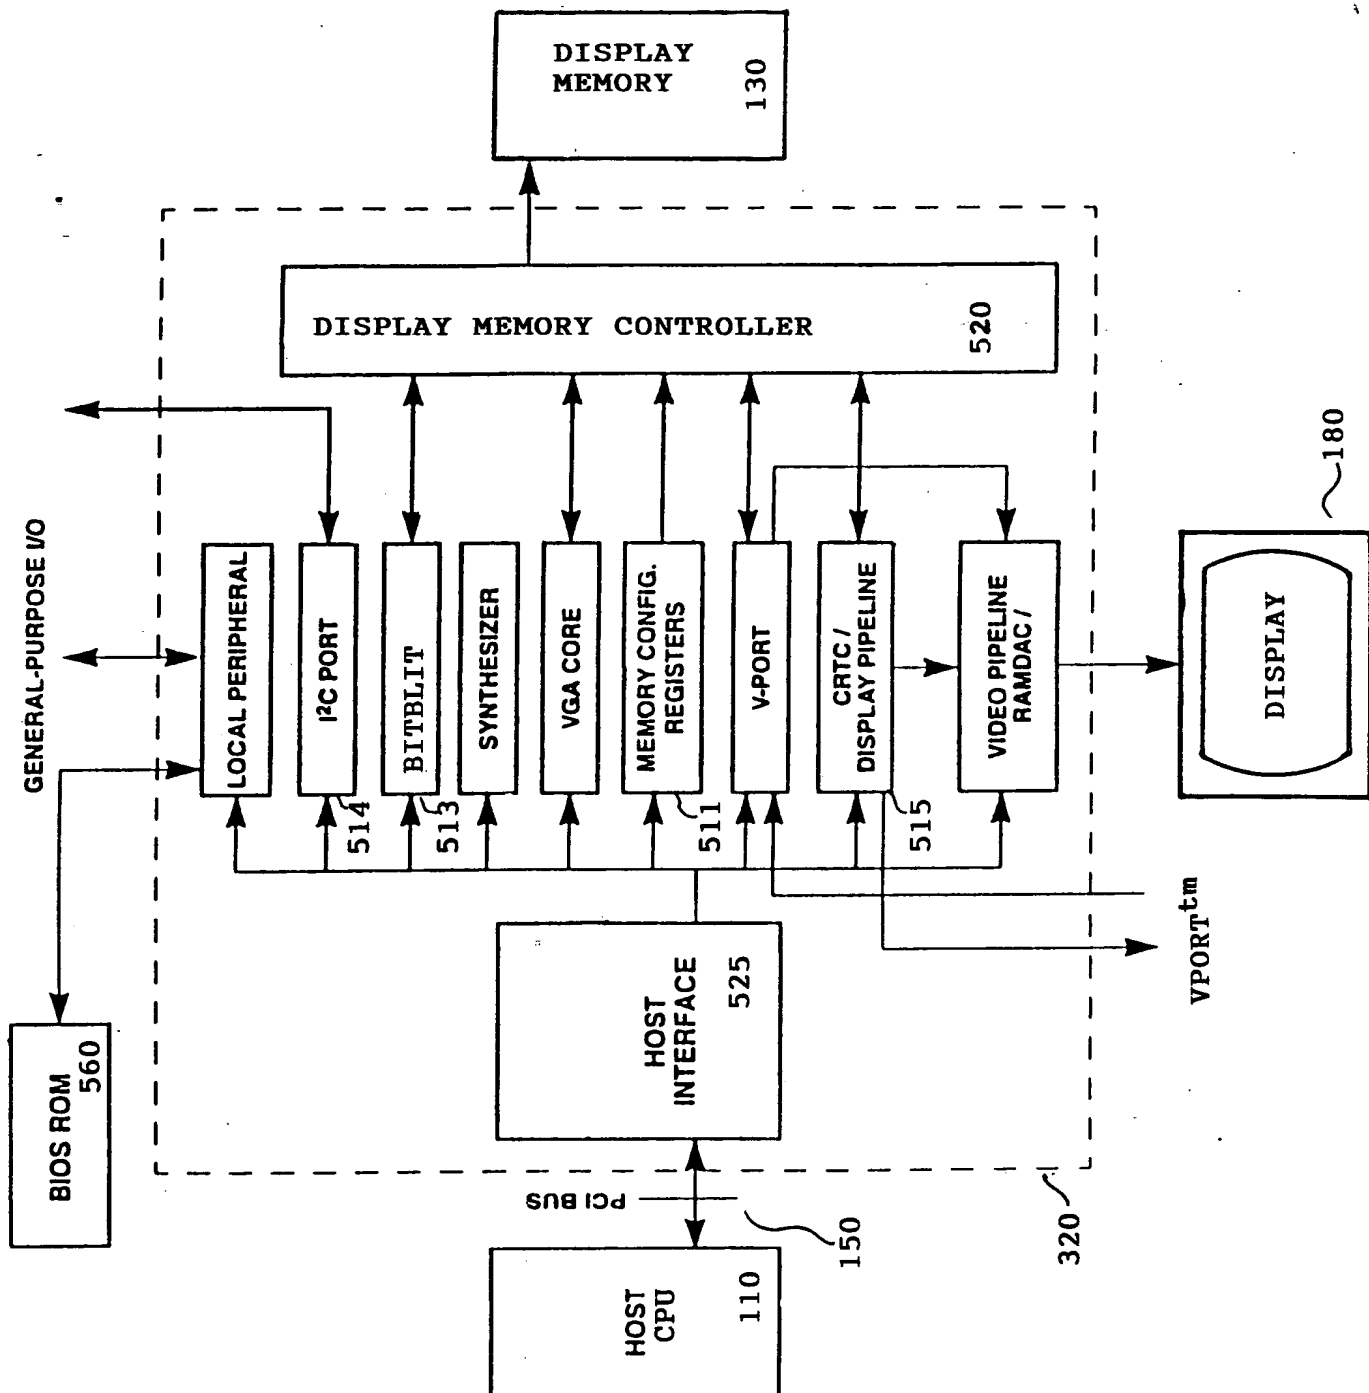 DISPLAY
MEMORY
130
DISPLAY MEMORY CONTROLLER
520
GENERAL-PURPOSE I/O
LOCAL PERIPHERAL
I²C PORT
514
BITBLIT
513
SYNTHESIZER
VGA CORE
MEMORY CONFIG.
REGISTERS
511
V-PORT
CRTC /
DISPLAY PIPELINE
515
VIDEO PIPELINE
RAMDAC /
DISPLAY
180
VPORT™
HOST
INTERFACE
525
BIOS ROM
560
PCI BUS
150
320
HOST
CPU
110